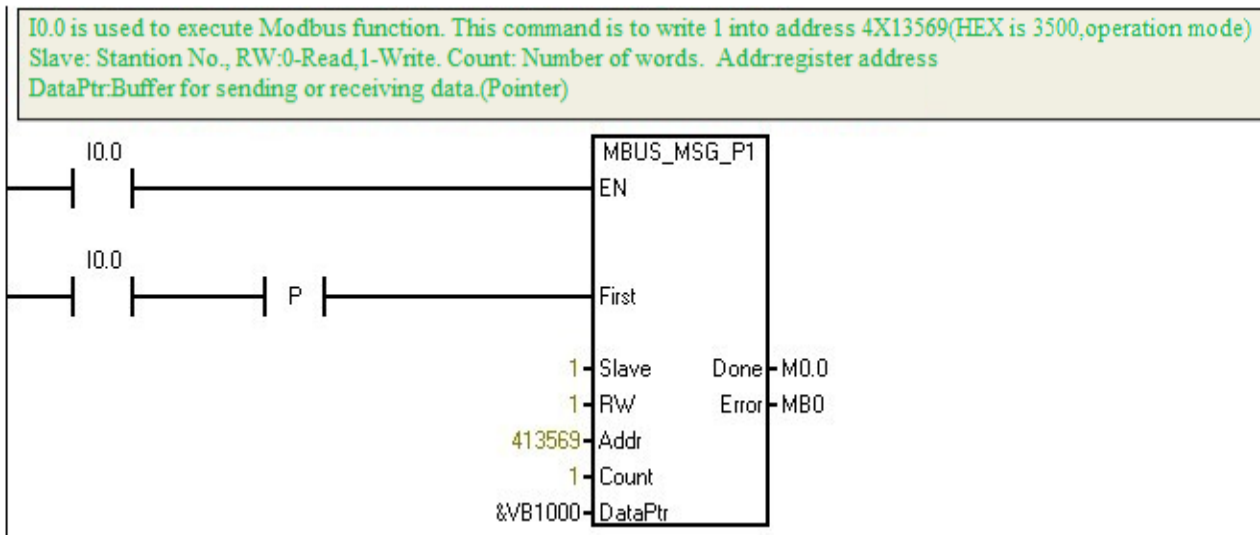 I0.0 is used to execute Modbus function. This command is to write 1 into address 4X13569(HEX is 3500,operation mode)
Slave: Stantion No., RW:0-Read,1-Write. Count: Number of words.  Addr:register address
DataPtr:Buffer for sending or receiving data.(Pointer)
I0.0
MBUS_MSG_P1
EN
I0.0
P
First
1 Slave Done M0.0
1 RW Error MB0
413569 Addr
1 Count
&VB1000 DataPtr